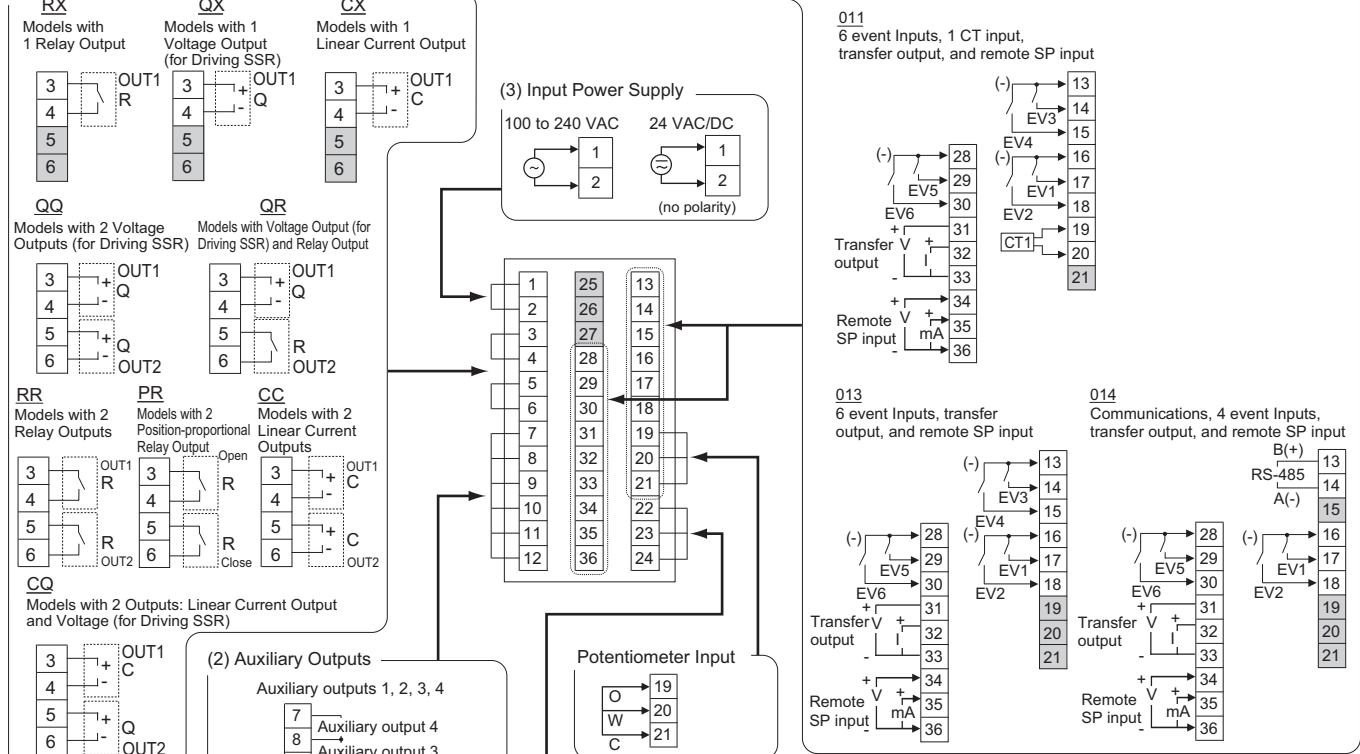 RX
Models with
1 Relay Output
3
4
5
6
OUT1
R
QX
Models with 1
Voltage Output
(for Driving SSR)
3
4
5
6
+
-
OUT1
Q
CX
Models with 1
Linear Current Output
3
4
5
6
+
-
OUT1
C
QQ
Models with 2 Voltage
Outputs (for Driving SSR)
3
4
5
6
+
-
OUT1
Q
+
-
Q
OUT2
QR
Models with Voltage Output (for
Driving SSR) and Relay Output
3
4
5
6
+
-
OUT1
Q
R
OUT2
RR
Models with 2
Relay Outputs
3
4
5
6
OUT1
R
R
OUT2
PR
Models with 2
Position-proportional
Relay Output
Open
3
4
5
6
R
R
Close
CC
Models with 2
Linear Current
Outputs
3
4
5
6
OUT1
+
-
C
+
-
C
OUT2
CQ
Models with 2 Outputs: Linear Current Output
and Voltage (for Driving SSR)
3
4
5
6
+
-
OUT1
C
+
-
Q
OUT2
(3) Input Power Supply
100 to 240 VAC
1
2
24 VAC/DC
1
2
(no polarity)
1
2
3
4
5
6
7
8
9
10
11
12
25
26
27
28
29
30
31
32
33
34
35
36
13
14
15
16
17
18
19
20
21
22
23
24
(2) Auxiliary Outputs
Auxiliary outputs 1, 2, 3, 4
7
8
Auxiliary output 4
Auxiliary output 3
Potentiometer Input
O
W
C
19
20
21
011
6 event Inputs, 1 CT input,
transfer output, and remote SP input
(-)
EV5
EV6
28
29
30
31
32
33
34
35
36
Transfer
output
+
V
+
I
-
Remote
SP input
+
V
+
mA
-
(-)
EV3
EV4
(-)
EV1
EV2
CT1
13
14
15
16
17
18
19
20
21
013
6 event Inputs, transfer
output, and remote SP input
(-)
EV5
EV6
28
29
30
31
32
33
34
35
36
Transfer
output
+
V
+
I
-
Remote
SP input
+
V
+
mA
-
(-)
EV3
EV4
(-)
EV1
EV2
13
14
15
16
17
18
19
20
21
014
Communications, 4 event Inputs,
transfer output, and remote SP input
B(+)
RS-485
A(-)
(-)
EV5
EV6
28
29
30
31
32
33
34
35
36
Transfer
output
+
V
+
I
-
Remote
SP input
+
V
+
mA
-
(-)
EV1
EV2
13
14
15
16
17
18
19
20
21